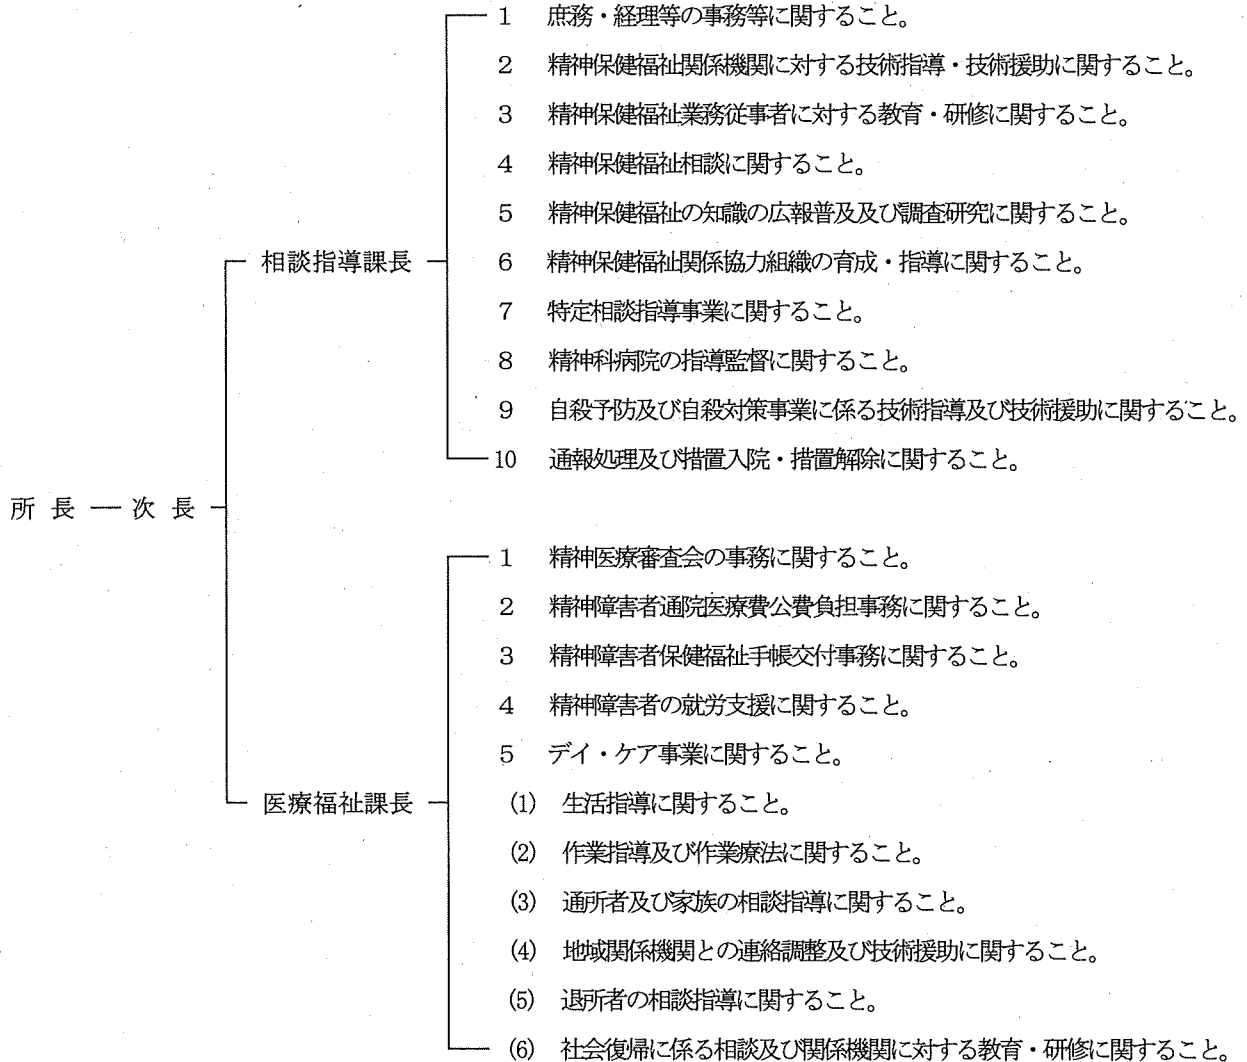 1 庶務・経理等の事務等に関すること。
2 精神保健福祉関係機関に対する技術指導・技術援助に関すること。
3 精神保健福祉業務従事者に対する教育・研修に関すること。
4 精神保健福祉相談に関すること。
5 精神保健福祉の知識の広報普及及び調査研究に関すること。
相談指導課長 6 精神保健福祉関係協力組織の育成・指導に関すること。
7 特定相談指導事業に関すること。
8 精神科病院の指導監督に関すること。
9 自殺予防及び自殺対策事業に係る技術指導及び技術援助に関すること。
10 通報処理及び措置入院・措置解除に関すること。
所長 次長
1 精神医療審査会の事務に関すること。
2 精神障害者通院医療費公費負担事務に関すること。
3 精神障害者保健福祉手帳交付事務に関すること。
4 精神障害者の就労支援に関すること。
5 デイ・ケア事業に関すること。
医療福祉課長 (1) 生活指導に関すること。
(2) 作業指導及び作業療法に関すること。
(3) 通所者及び家族の相談指導に関すること。
(4) 地域関係機関との連絡調整及び技術援助に関すること。
(5) 退所者の相談指導に関すること。
(6) 社会復帰に係る相談及び関係機関に対する教育・研修に関すること。